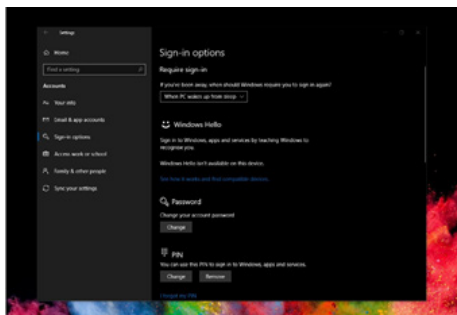 Settings
Home
Find a setting
Accounts
Your info
Email & app accounts
Sign-in options
Access work or school
Family & other people
Sync your settings
Sign-in options
Require sign-in
If you've been away, when should Windows require you to sign in again?
When PC wakes up from sleep
Windows Hello
Sign in to Windows, apps and services by teaching Windows to
recognise you.
Windows Hello isn't available on this device.
See how it works and find compatible devices.
Password
Change your account password
Change
PIN
You can use this PIN to sign in to Windows, apps and services.
Change
Remove
I forgot my PIN